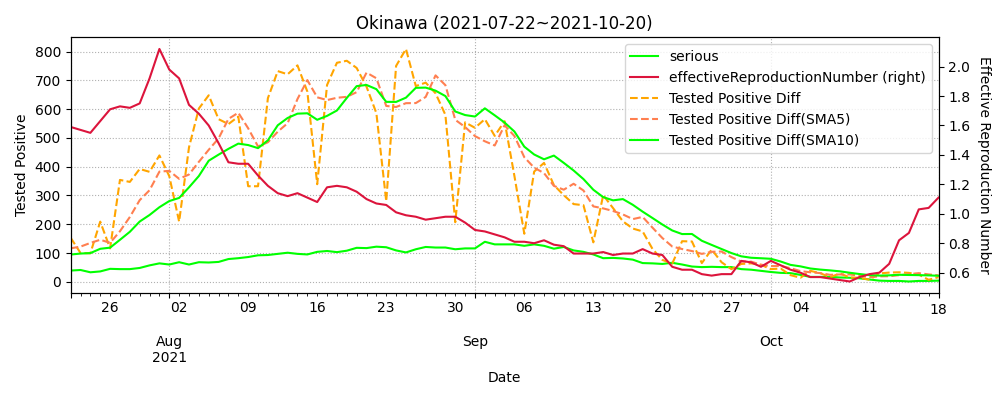 Okinawa (2021-07-22~2021-10-20)
serious
effectiveReproductionNumber (right)
Tested Positive Diff
Tested Positive Diff(SMA5)
Tested Positive Diff(SMA10)
Tested Positive
800
700
600
500
400
300
200
100
0
2.0
1.8
1.6
1.4
1.2
1.0
0.8
0.6
Effective Reproduction Number
26 02 09 16 23 30 06 13 20 27 04 11 18
Aug Sep Oct
2021
Date